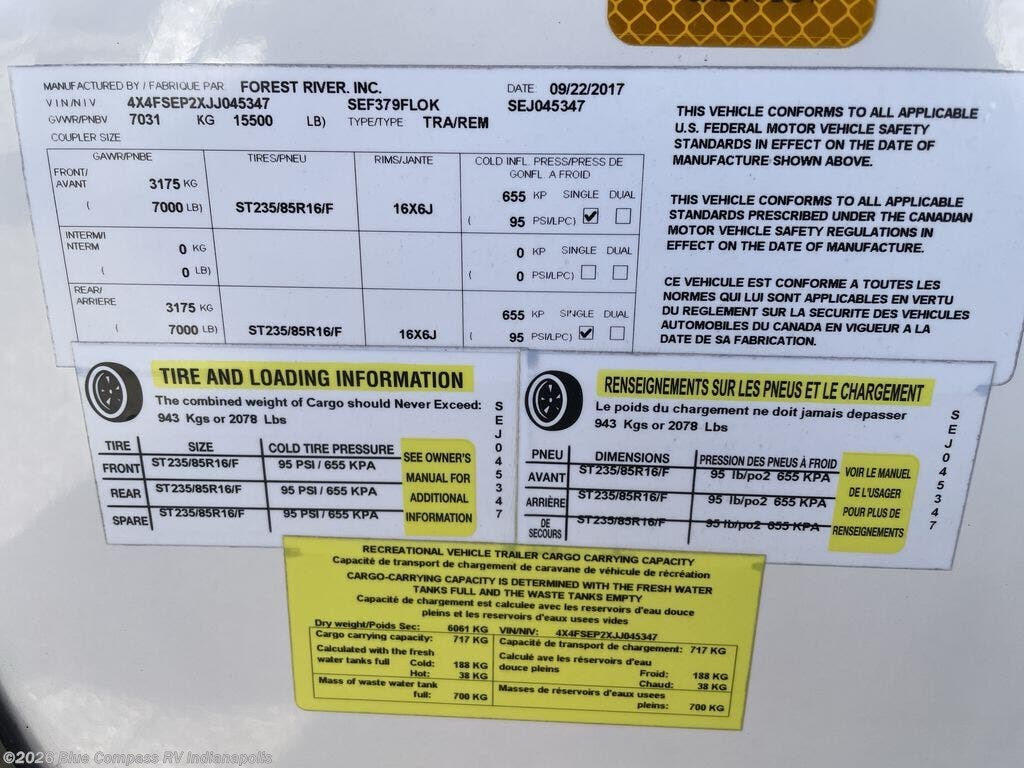 MANUFACTURED BY / FABRIQUE PAR: FOREST RIVER, INC. DATE: 09/22/2017
VIN/NIV 4X4FSEP2XJJ045347 SEF379FLOK SEJ045347
GVWR/PNBV 7031 KG 15500 LB) TYPE/TYPE TRA/REM
COUPLER SIZE
GAWR/PNBE TIRES/PNEU RIMS/JANTE COLD INFL. PRESS/PRESS DE GONFL. A FROID
FRONT/ AVANT 3175 KG 655 KP SINGLE DUAL
( 7000 LB) ST235/85R16/F 16X6J ( 95 PSI/LPC)
INTERM/I NTERM 0 KG 0 KP SINGLE DUAL
( 0 LB) ( 0 PSI/LPC)
REAR/ ARRIERE 3175 KG 655 KP SINGLE DUAL
( 7000 LB) ST235/85R16/F 16X6J ( 95 PSI/LPC)
THIS VEHICLE CONFORMS TO ALL APPLICABLE
U.S. FEDERAL MOTOR VEHICLE SAFETY
STANDARDS IN EFFECT ON THE DATE OF
MANUFACTURE SHOWN ABOVE.
THIS VEHICLE CONFORMS TO ALL APPLICABLE
STANDARDS PRESCRIBED UNDER THE CANADIAN
MOTOR VEHICLE SAFETY REGULATIONS IN
EFFECT ON THE DATE OF MANUFACTURE.
CE VEHICULE EST CONFORME A TOUTES LES
NORMES QUI LUI SONT APPLICABLES EN VERTU
DU REGLEMENT SUR LA SECURITE DES VEHICULES
AUTOMOBILES DU CANADA EN VIGUEUR A LA
DATE DE SA FABRICATION.
TIRE AND LOADING INFORMATION
The combined weight of Cargo should Never Exceed:
943 Kgs or 2078 Lbs
TIRE SIZE COLD TIRE PRESSURE
FRONT ST235/85R16/F 95 PSI / 655 KPA
REAR ST235/85R16/F 95 PSI / 655 KPA
SPARE ST235/85R16/F 95 PSI / 655 KPA
SEE OWNER'S
MANUAL FOR
ADDITIONAL
INFORMATION
SEJ045347
RENSEIGNEMENTS SUR LES PNEUS ET LE CHARGEMENT
Le poids du chargement ne doit jamais depasser
943 Kgs or 2078 Lbs
PNEU DIMENSIONS PRESSION DES PNEUS À FROID
AVANT ST235/85R16/F 95 lb/po2 655 KPA
ARRIÈRE ST235/85R16/F 95 lb/po2 655 KPA
DE SECOURS ST235/85R16/F 95 lb/po2 655 KPA
VOIR LE MANUEL
DE L'USAGER
POUR PLUS DE
RENSEIGNEMENTS
SEJ045347
RECREATIONAL VEHICLE TRAILER CARGO CARRYING CAPACITY
Capacité de transport de chargement de caravane de véhicule de récréation
CARGO-CARRYING CAPACITY IS DETERMINED WITH THE FRESH WATER
TANKS FULL AND THE WASTE TANKS EMPTY
Capacité de chargement est calculee avec les reservoirs d'eau douce
pleins et les reservoirs d'eaux usees vides
Dry weight/Poids Sec: 6061 KG VIN/NIV: 4X4FSEP2XJJ045347
Cargo carrying capacity: 717 KG Capacité de transport de chargement: 717 KG
Calculated with the fresh
water tanks full Cold: 188 KG
Hot: 38 KG
Calculé ave les réservoirs d'eau
douce pleins Froid: 188 KG
Chaud: 38 KG
Mass of waste water tank
full: 700 KG
Masses de réservoirs d'eaux usees
pleins: 700 KG
©2026 Blue Compass RV Indianapolis